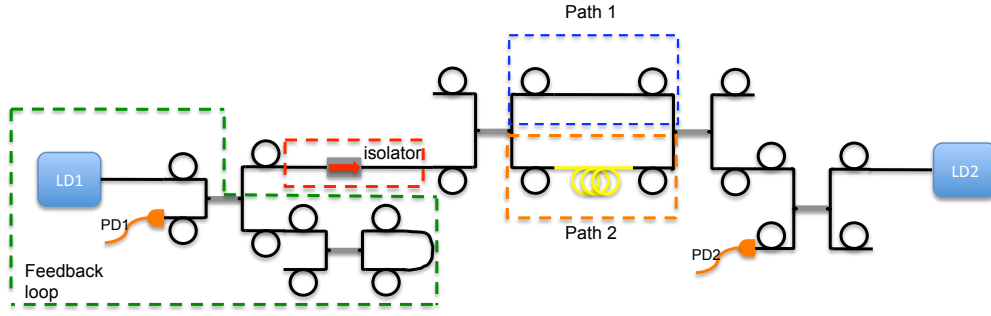 Path 1
isolator
LD1
LD2
PD1
Path 2
PD2
Feedback
loop